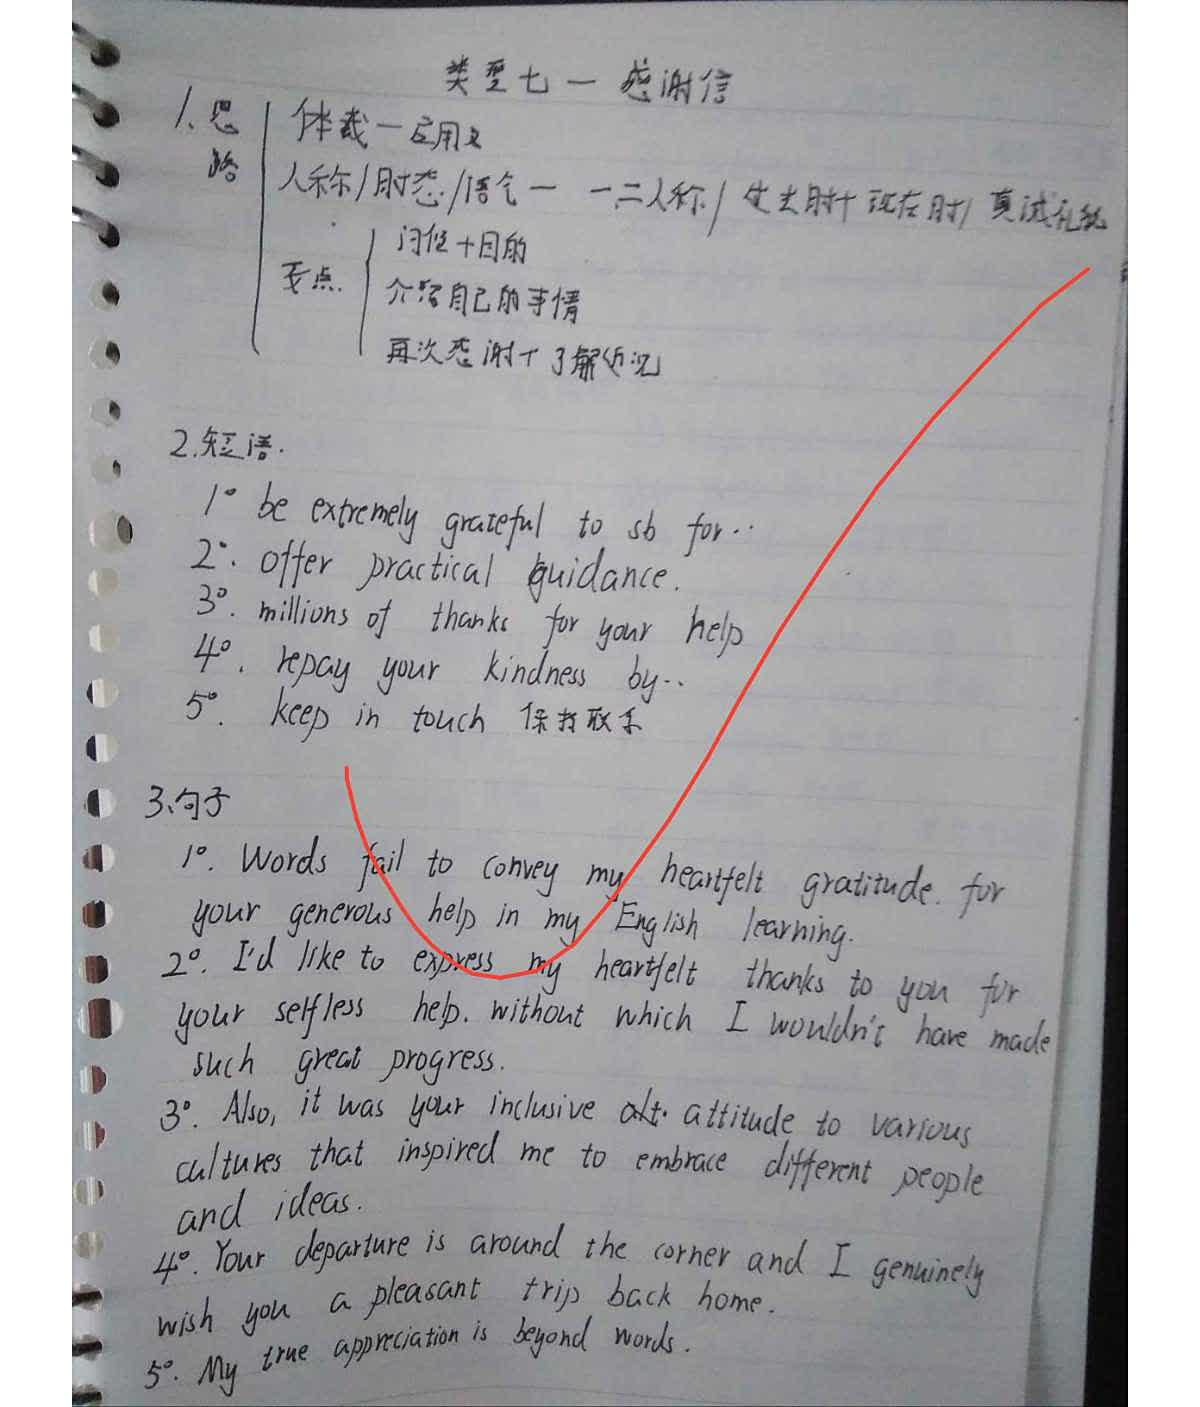 类型七一感谢信
1、思路
体裁一应用文
人称/时态/语气一 一二人称/过去时+现在时/真诚礼貌
要点.
问候+目的
介绍自己的事情
再次感谢+了解近况
2.短语.
1° be extremely grateful to sb for..
2°. offer practical guidance.
3°. millions of thanks for your help
4°. repay your kindness by..
5°. keep in touch 保持联系
3、句子
1°. Words fail to convey my heartfelt gratitude. for
your generous help in my English learning.
2°. I'd like to express my heartfelt thanks to you for
your selfless help. without which I wouldn't have made
such great progress.
3°. Also, it was your inclusive attitude to various
cultures that inspired me to embrace different people
and ideas.
4°. Your departure is around the corner and I genuinely
wish you a pleasant trip back home.
5°. My true appreciation is beyond words.